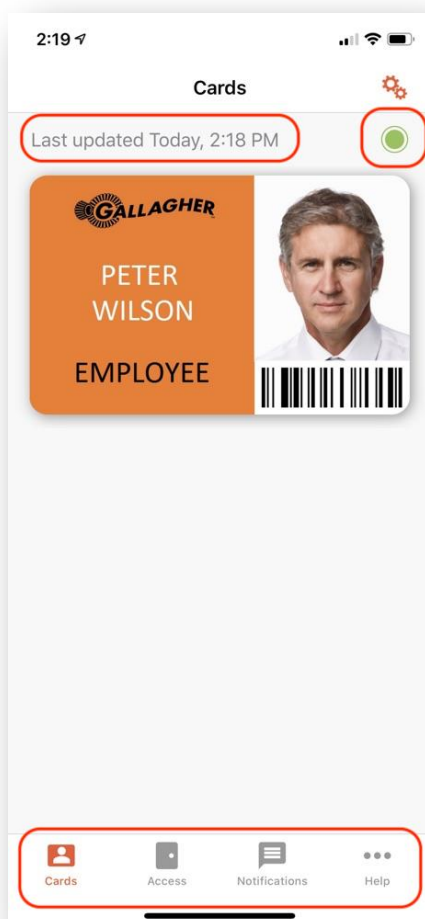 2:19
Cards
Last updated Today, 2:18 PM
GALLAGHER
PETER
WILSON
EMPLOYEE
Cards
Access
Notifications
Help